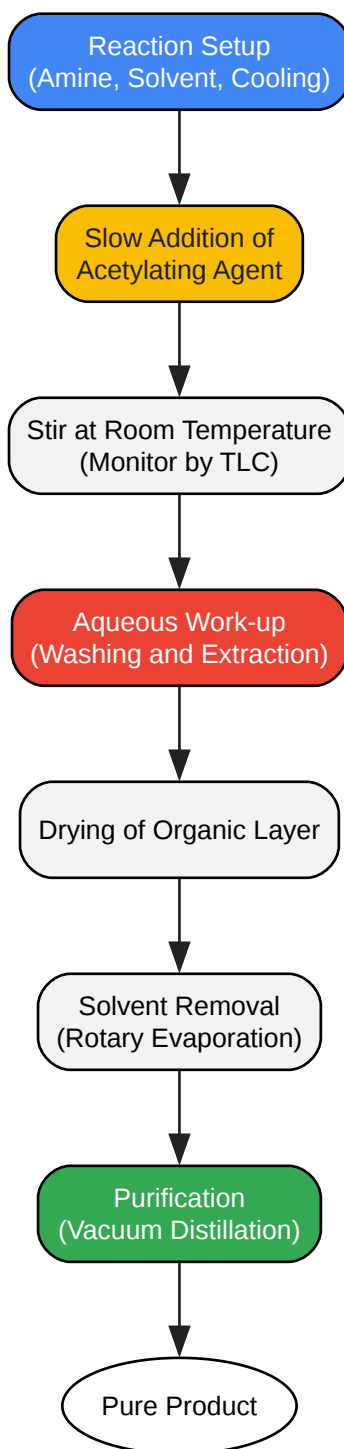 Reaction Setup
(Amine, Solvent, Cooling)
Slow Addition of
Acetylating Agent
Stir at Room Temperature
(Monitor by TLC)
Aqueous Work-up
(Washing and Extraction)
Drying of Organic Layer
Solvent Removal
(Rotary Evaporation)
Purification
(Vacuum Distillation)
Pure Product